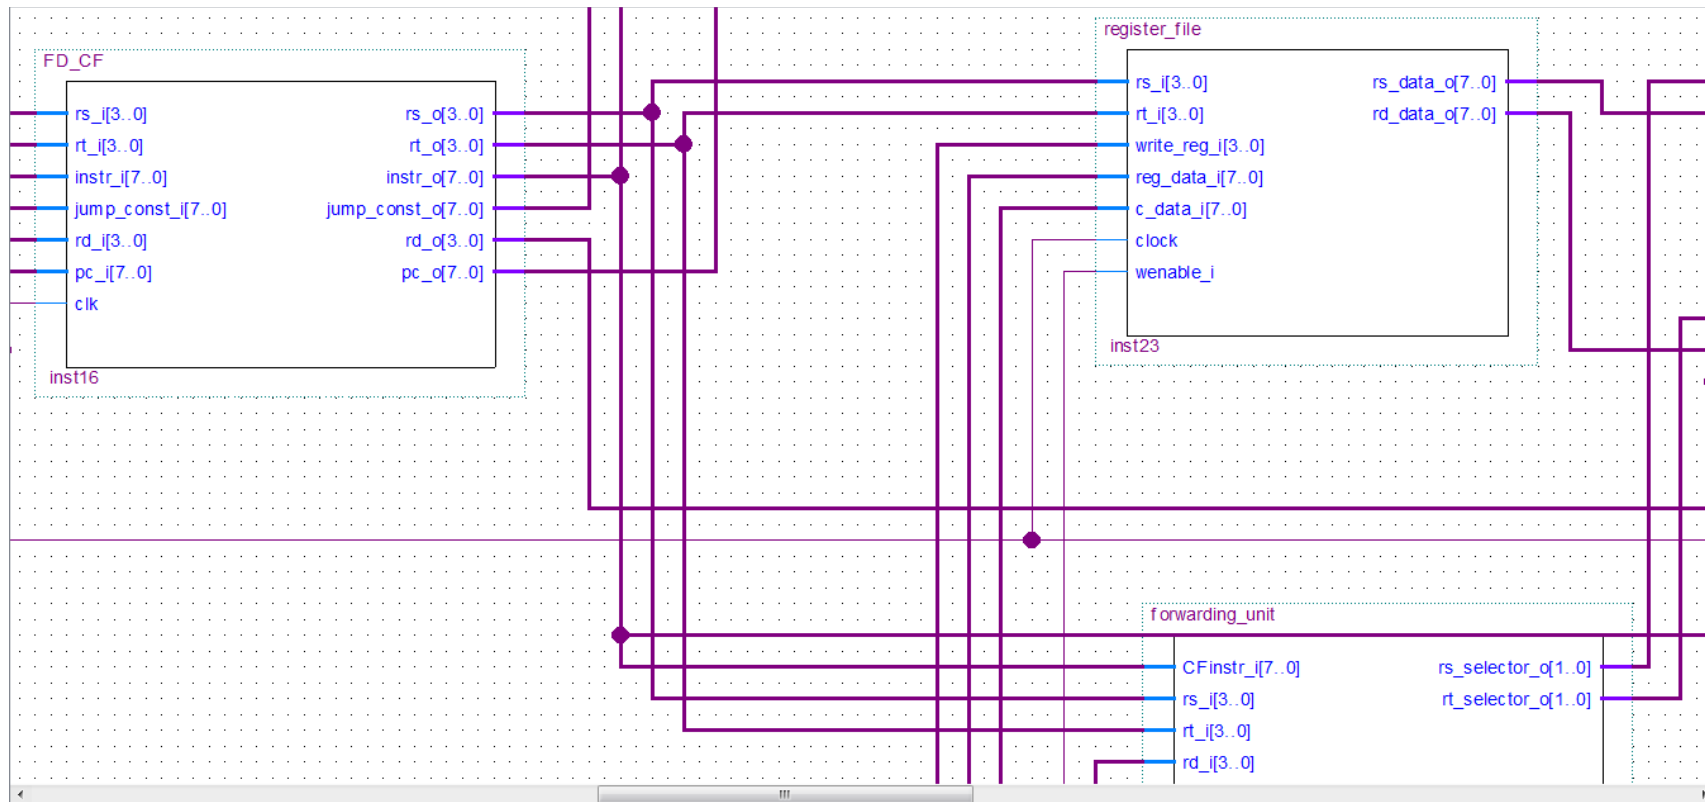 FD_CF
rs_i[3..0]
rt_i[3..0]
instr_i[7..0]
jump_const_i[7..0]
rd_i[3..0]
pc_i[7..0]
clk
rs_o[3..0]
rt_o[3..0]
instr_o[7..0]
jump_const_o[7..0]
rd_o[3..0]
pc_o[7..0]
inst16
register_file
rs_i[3..0]
rt_i[3..0]
write_reg_i[3..0]
reg_data_i[7..0]
c_data_i[7..0]
clock
wenable_i
rs_data_o[7..0]
rd_data_o[7..0]
inst23
forwarding_unit
CFinstr_i[7..0]
rs_i[3..0]
rt_i[3..0]
rd_i[3..0]
rs_selector_o[1..0]
rt_selector_o[1..0]